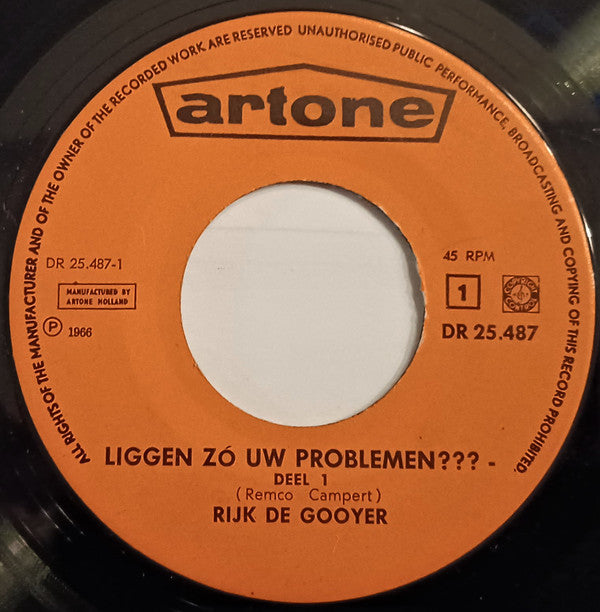 ALL RIGHTS OF THE MANUFACTURER AND OF THE OWNER OF THE RECORDED WORK ARE RESERVED UNAUTHORISED PUBLIC PERFORMANCE, BROADCASTING AND COPYING OF THIS RECORD PROHIBITED.
artone
DR 25.487-1
45 RPM
MANUFACTURED BY
ARTONE HOLLAND
1
Ⓟ 1966
DR 25.487
LIGGEN ZÓ UW PROBLEMEN??? -
DEEL 1
(Remco Campert)
RIJK DE GOOYER